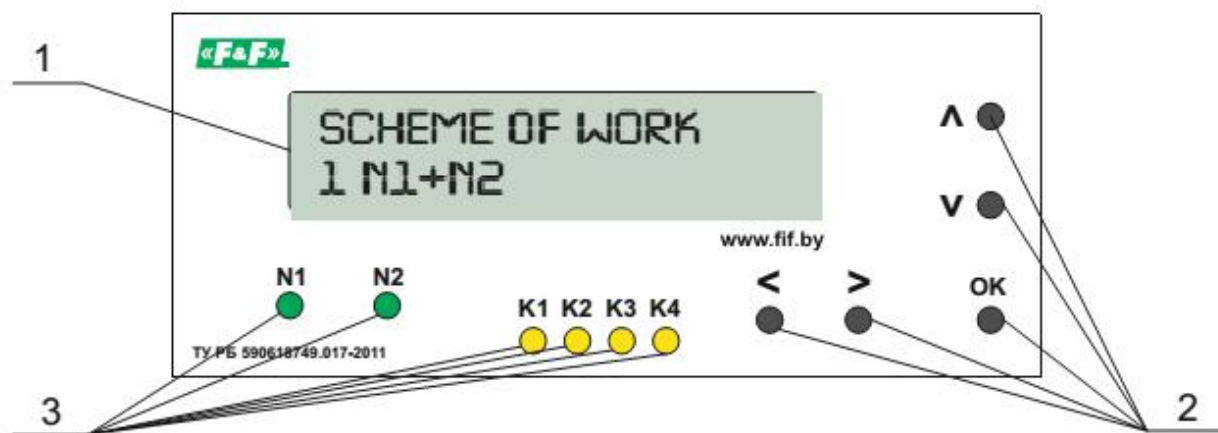 1
«F&F»
SCHEME OF WORK
1 N1+N2
Λ
V
www.fif.by
N1 N2
K1 K2 K3 K4
< >
OK
ТУ РБ 590618749.017-2011
3
2